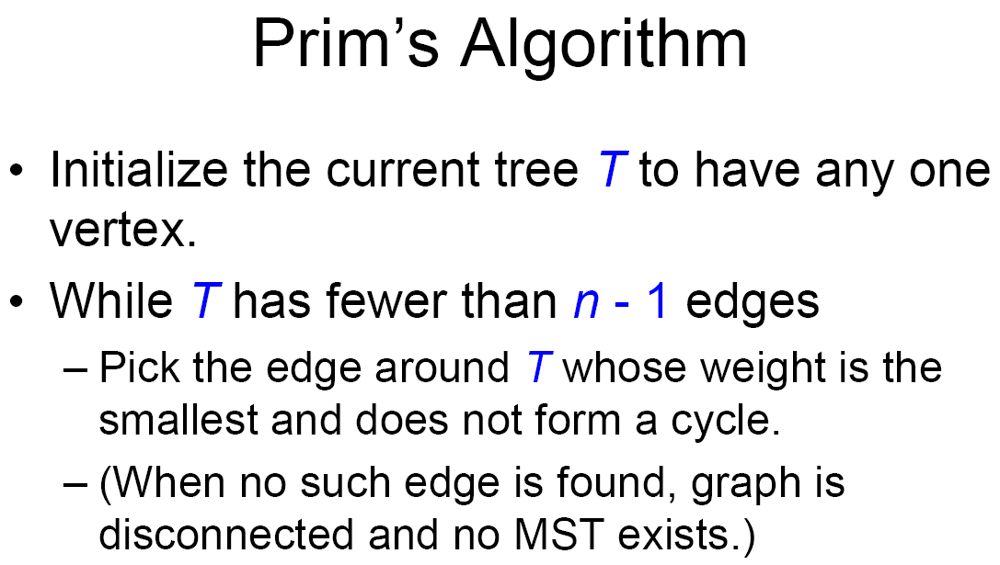 Prim’s Algorithm
• Initialize the current tree T to have any one
vertex.
• While T has fewer than n - 1 edges
– Pick the edge around T whose weight is the
smallest and does not form a cycle.
– (When no such edge is found, graph is
disconnected and no MST exists.)